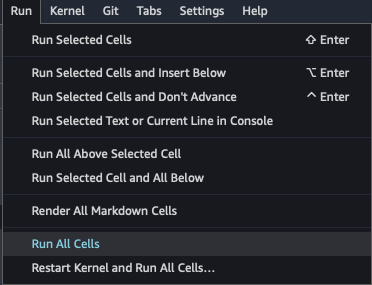 Run Kernel Git Tabs Settings Help
Run Selected Cells ⇧ Enter
Run Selected Cells and Insert Below ⌥ Enter
Run Selected Cells and Don't Advance ^ Enter
Run Selected Text or Current Line in Console
Run All Above Selected Cell
Run Selected Cell and All Below
Render All Markdown Cells
Run All Cells
Restart Kernel and Run All Cells…